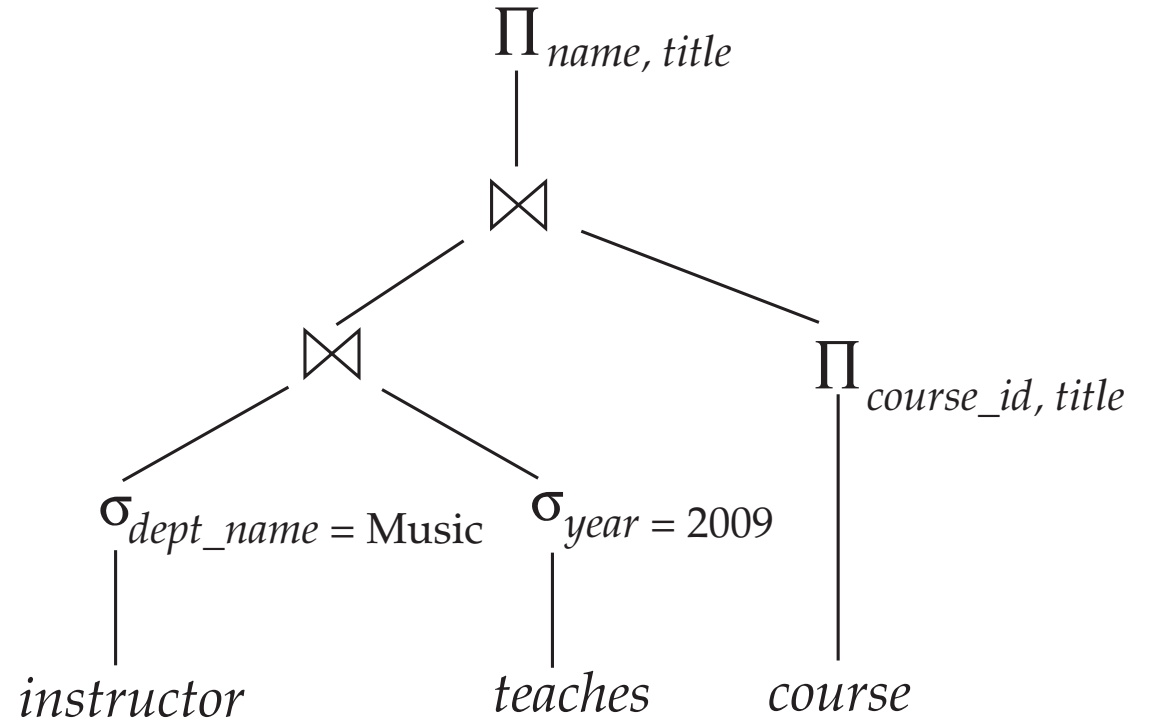 Π name, title
⋈
⋈
Π course_id, title
σ dept_name = Music
σ year = 2009
instructor
teaches
course